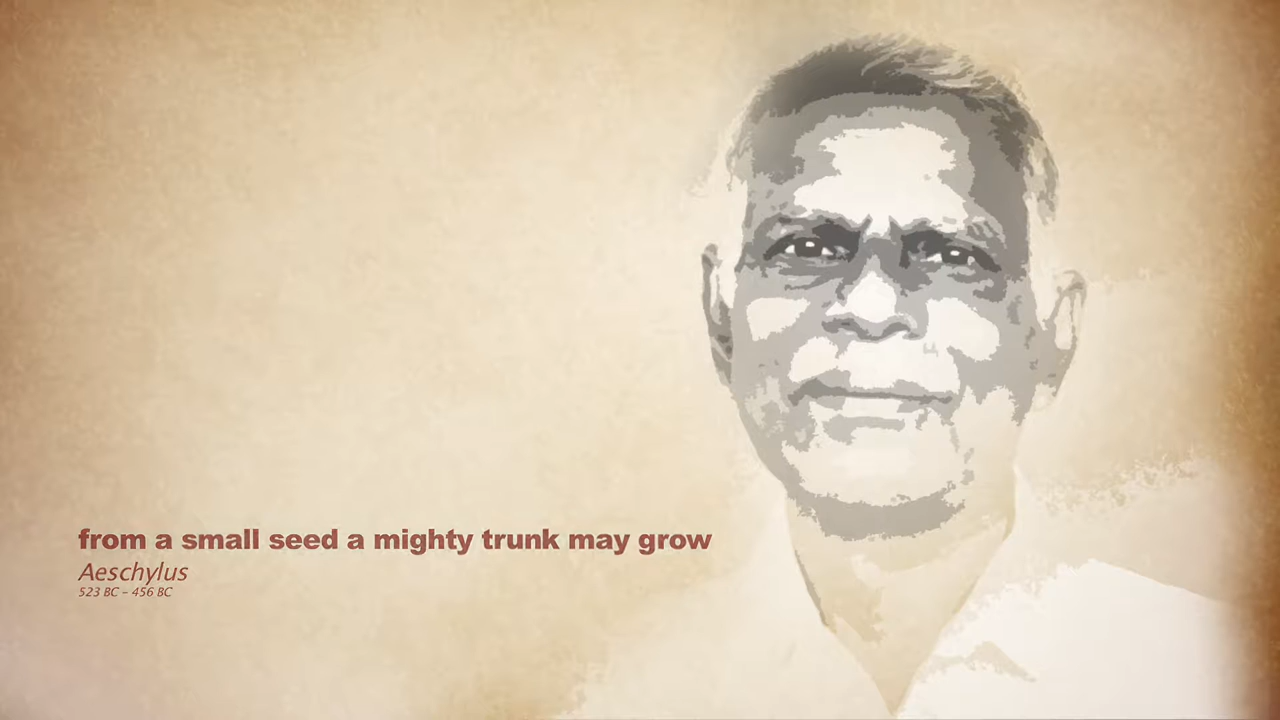 from a small seed a mighty trunk may grow
Aeschylus
523 BC – 456 BC